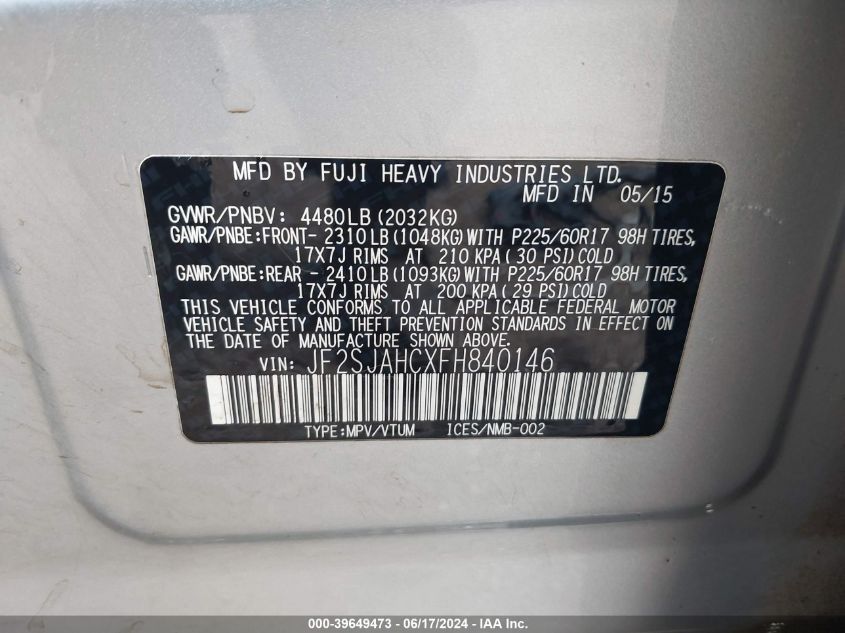 MFD BY FUJI HEAVY INDUSTRIES LTD.
MFD IN 05/15
GVWR/PNBV: 4480LB(2032KG)
GAWR/PNBE:FRONT- 2310LB(1048KG)WITH P225/60R17 98H TIRES,
17X7J RIMS AT 210 KPA(30 PSI)COLD
GAWR/PNBE:REAR - 2410LB(1093KG)WITH P225/60R17 98H TIRES,
17X7J RIMS AT 200 KPA(29 PSI)COLD
THIS VEHICLE CONFORMS TO ALL APPLICABLE FEDERAL MOTOR
VEHICLE SAFETY AND THEFT PREVENTION STANDARDS IN EFFECT ON
THE DATE OF MANUFACTURE SHOWN ABOVE.
VIN: JF2SJAHCXFH840146
TYPE:MPV/VTUM ICES/NMB-002
000-39649473 - 06/17/2024 - IAA Inc.